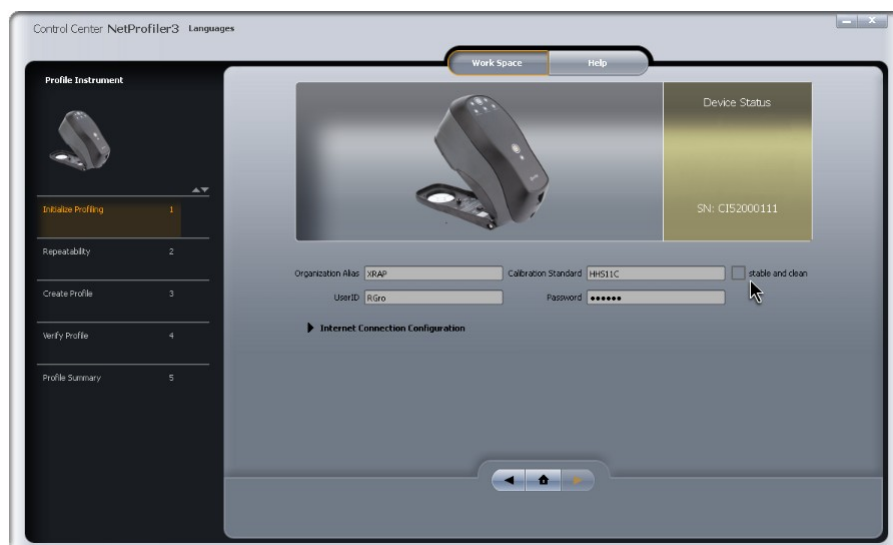 Control Center NetProfiler3 Languages
Work Space Help
Profile Instrument
Initialize Profiling 1
Repeatability 2
Create Profile 3
Verify Profile 4
Profile Summary 5
Device Status
SN: CI52000111
Organization Alias XRAP Calibration Standard HHS11C stable and clean
UserID RGro Password ●●●●●●
Internet Connection Configuration